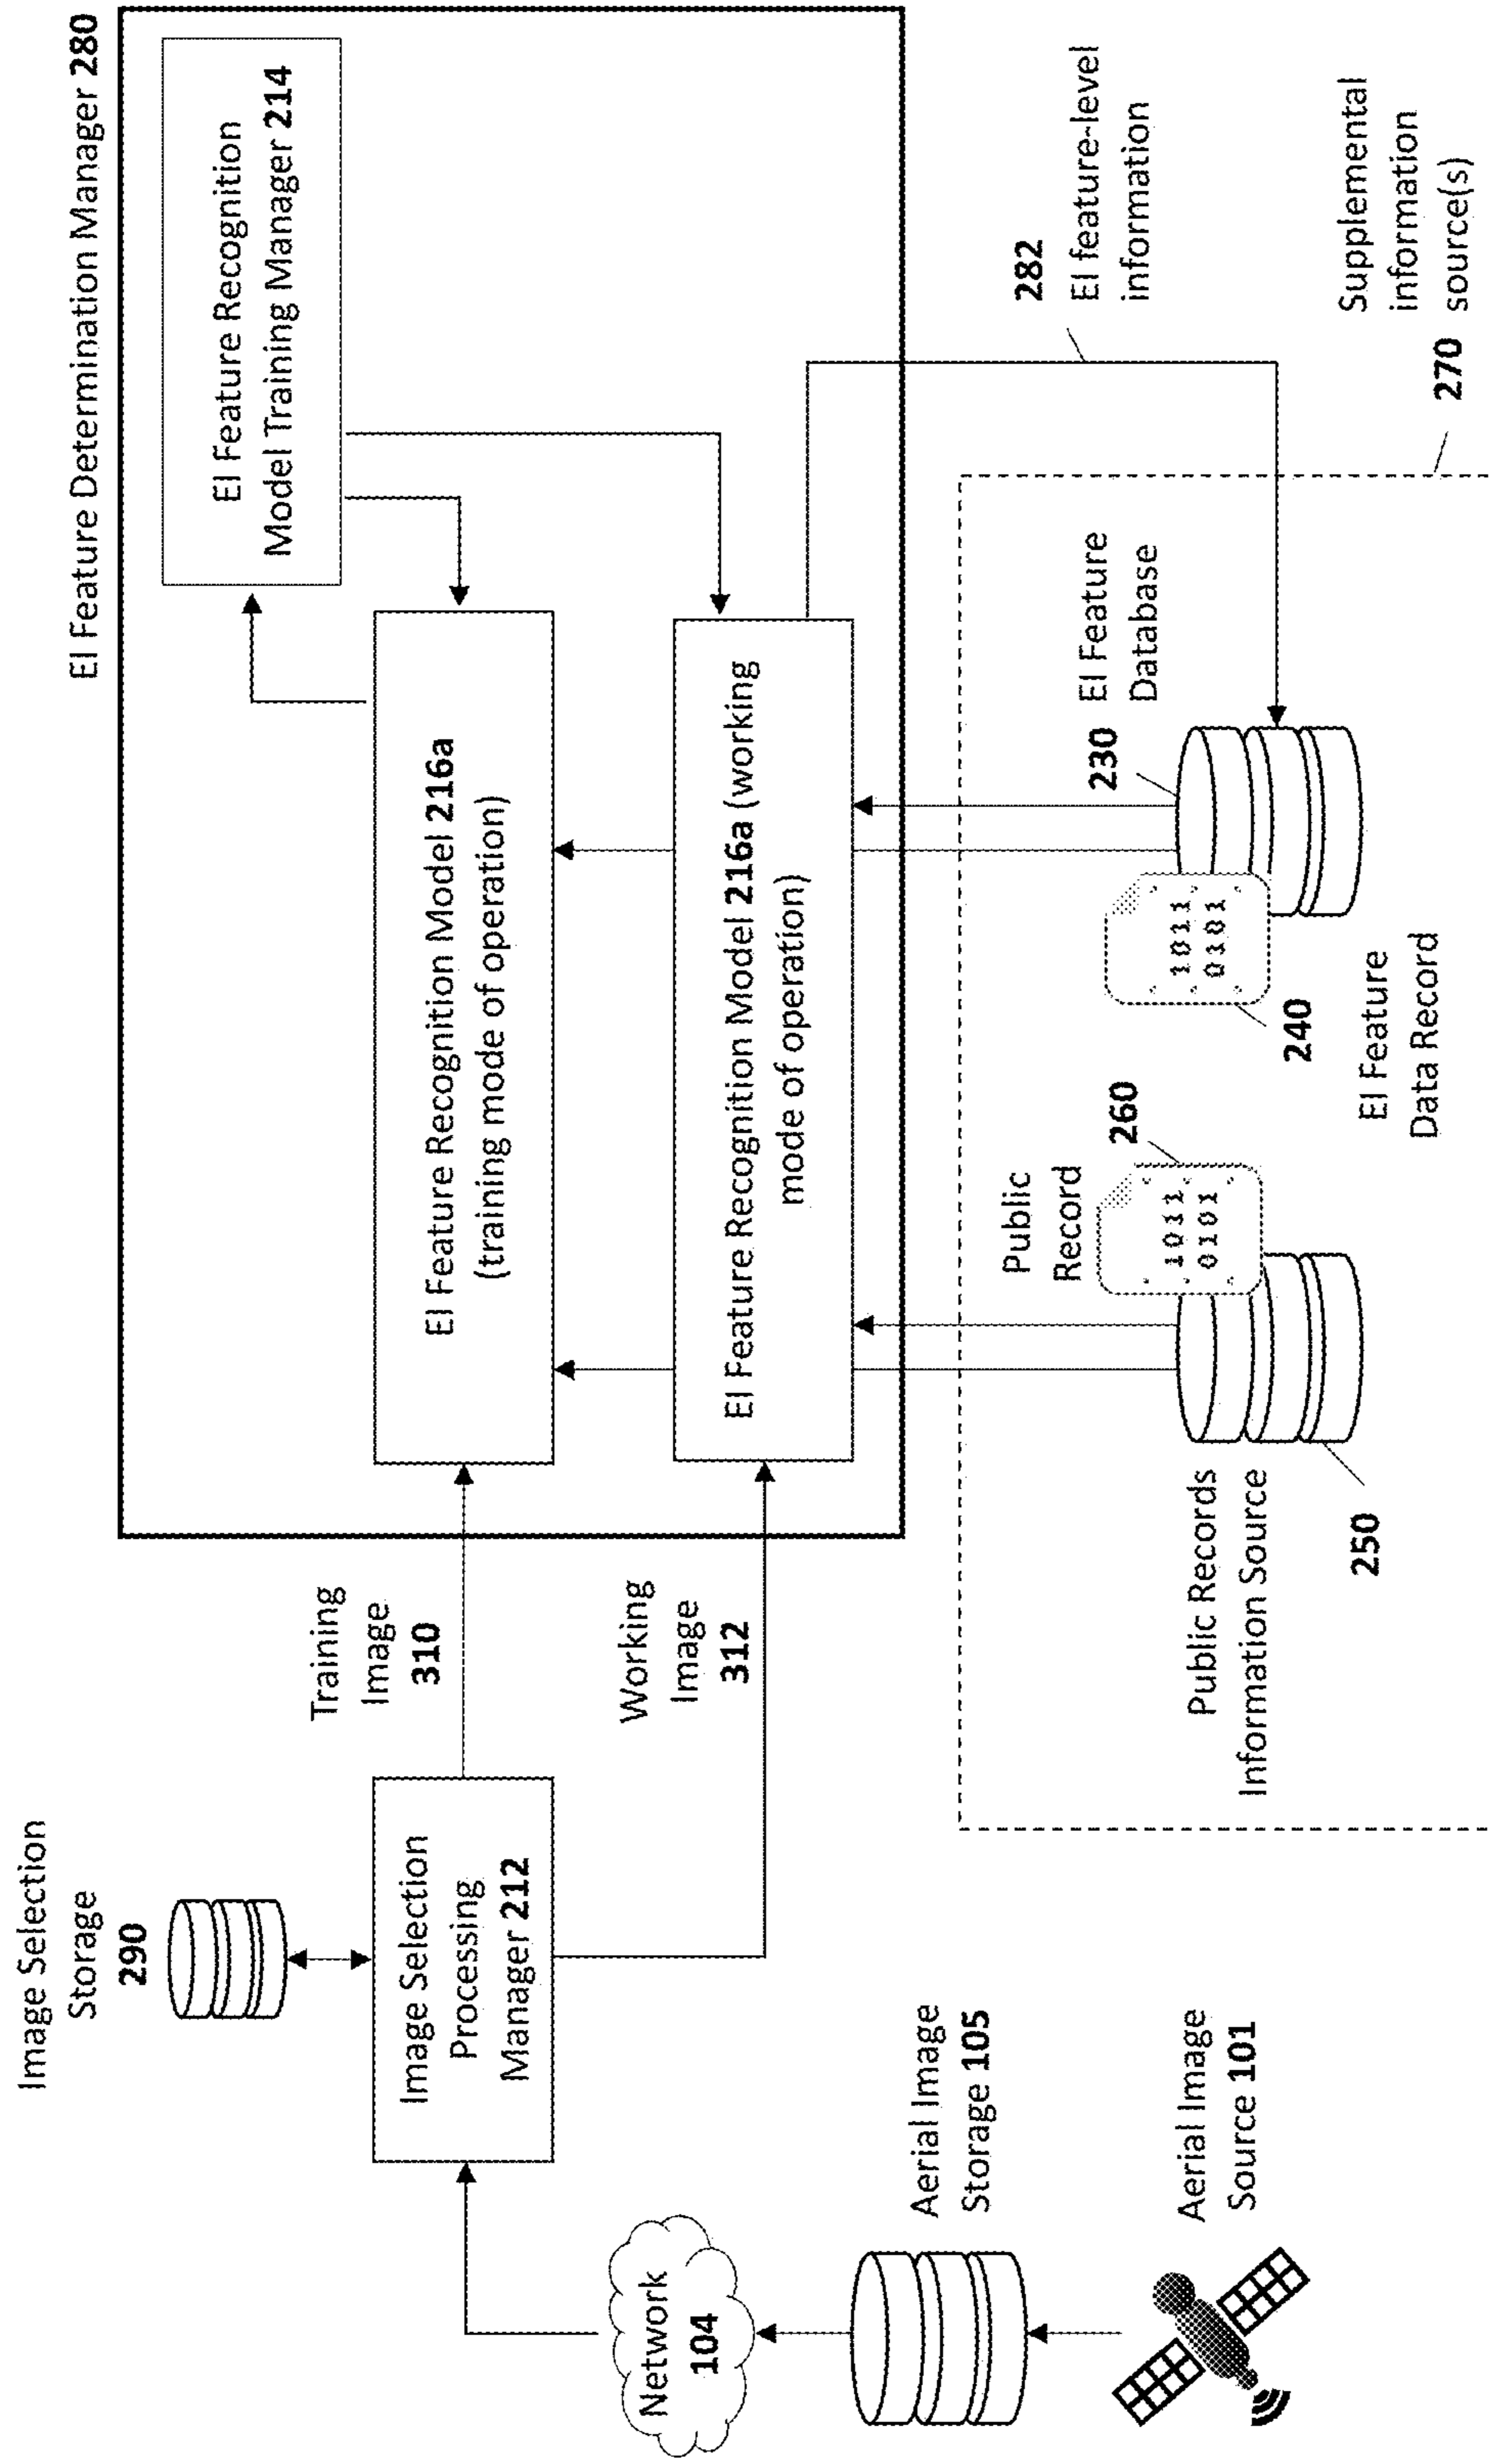 EI Feature Determination Manager 280
EI Feature Recognition
Model Training Manager 214
Image Selection
Storage
290
Training
Image
310
EI Feature Recognition Model 216a
(training mode of operation)
Image Selection
Processing
Manager 212
Working
Image
312
EI Feature Recognition Model 216a (working
mode of operation)
Network
104
282
EI feature-level
information
Aerial Image
Storage 105
Public
Record
260
1011
0101
230 EI Feature
Database
1011
0101
240
EI Feature
Data Record
Supplemental
information
270 source(s)
Aerial Image
Source 101
Public Records
Information Source
250